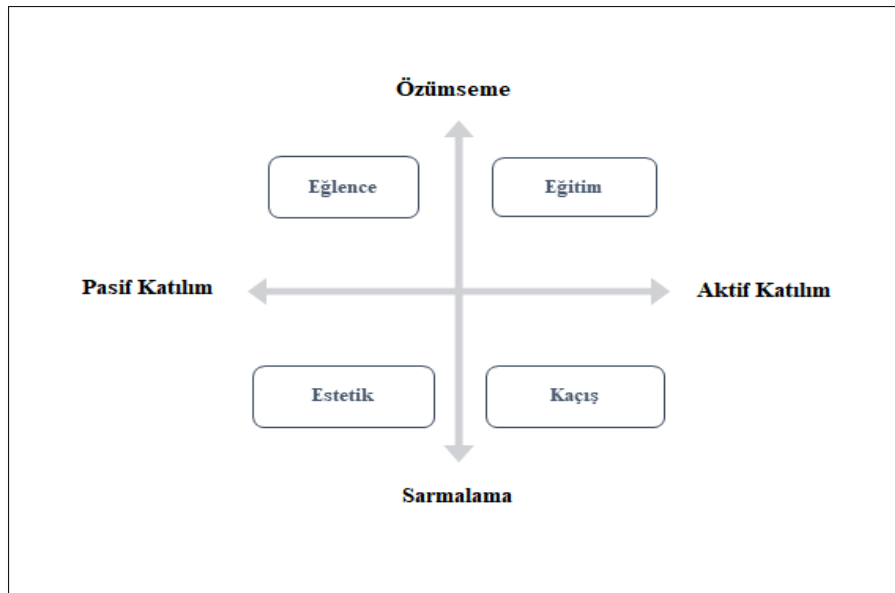 Özümseme
Eğlence
Eğitim
Pasif Katılım
Aktif Katılım
Estetik
Kaçış
Sarmalama